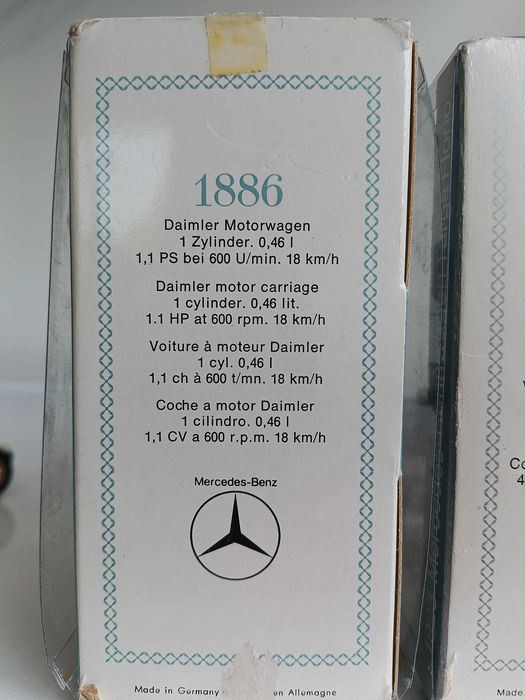 1886
Daimler Motorwagen
1 Zylinder. 0,46 l
1,1 PS bei 600 U/min. 18 km/h
Daimler motor carriage
1 cylinder. 0,46 lit.
1.1 HP at 600 rpm. 18 km/h
Voiture à moteur Daimler
1 cyl. 0,46 l
1,1 ch à 600 t/mn. 18 km/h
Coche a motor Daimler
1 cilindro. 0,46 l
1,1 CV a 600 r.p.m. 18 km/h
Mercedes-Benz
Made in Germany en Allemagne
Made